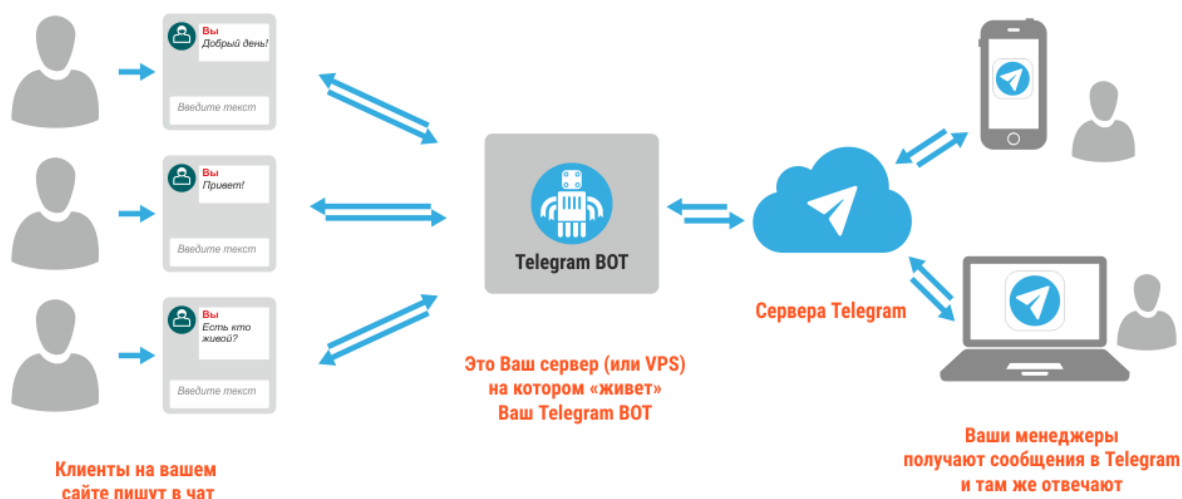 Вы
Добрый день!
Введите текст
Вы
Привет!
Введите текст
Вы
Есть кто
живой?
Введите текст
Клиенты на вашем
сайте пишут в чат
Telegram BOT
Это Ваш сервер (или VPS)
на котором «живет»
Ваш Telegram BOT
Сервера Telegram
Ваши менеджеры
получают сообщения в Telegram
и там же отвечают